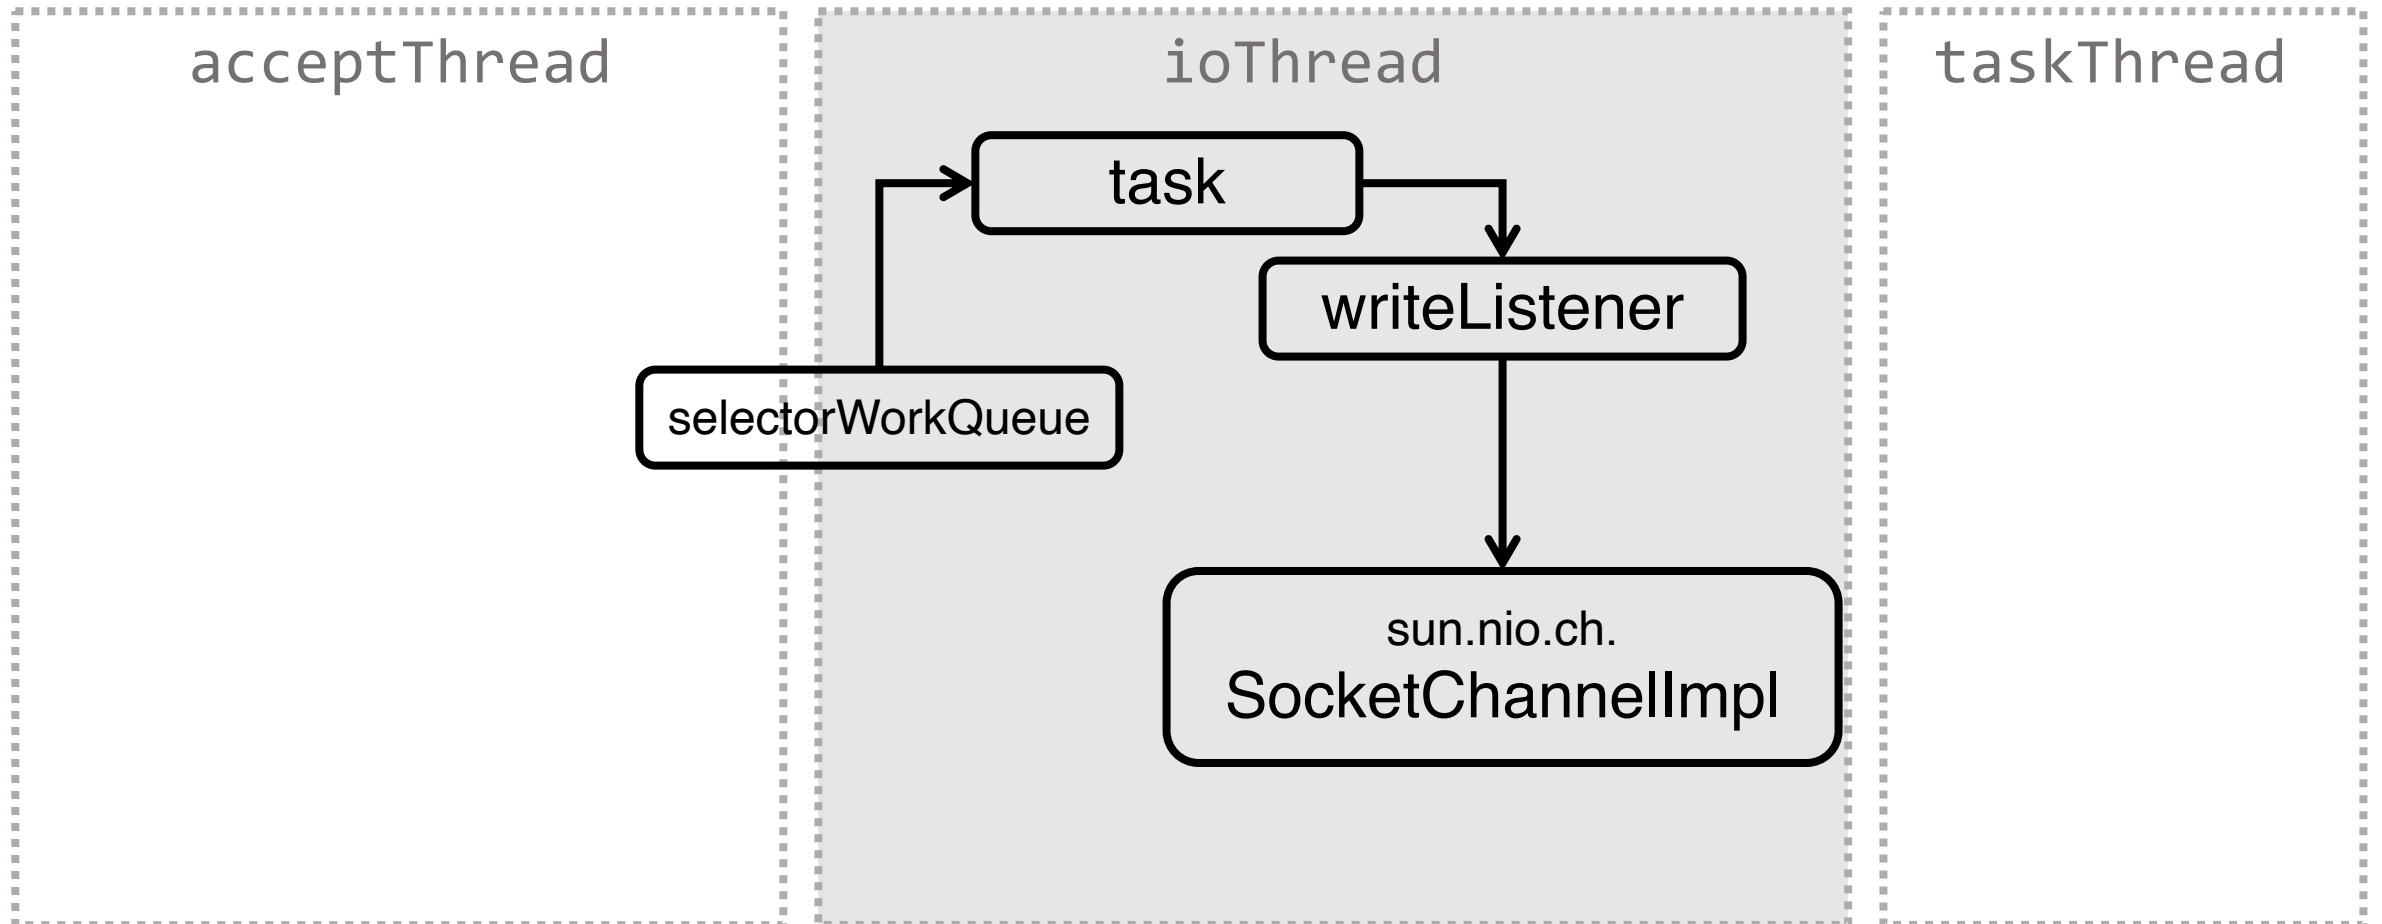 acceptThread
ioThread
taskThread
task
writeListener
selectorWorkQueue
sun.nio.ch.
SocketChannelImpl